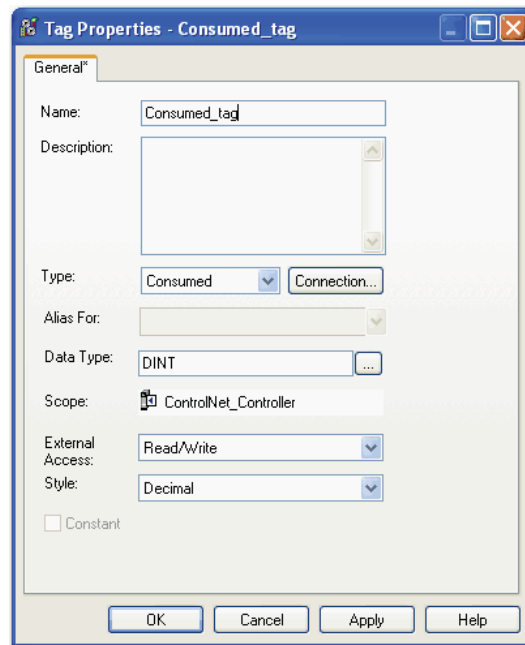 Tag Properties - Consumed_tag
General*
Name: Consumed_tag
Description:
Type: Consumed Connection...
Alias For:
Data Type: DINT ...
Scope: ControlNet_Controller
External
Access: Read/Write
Style: Decimal
Constant
OK Cancel Apply Help